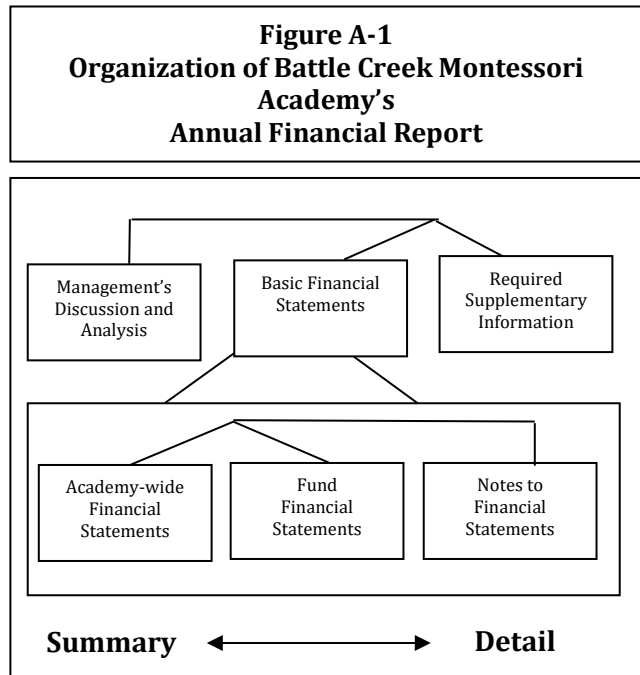 Figure A-1
Organization of Battle Creek Montessori
Academy’s
Annual Financial Report
Management’s
Discussion and
Analysis
Basic Financial
Statements
Required
Supplementary
Information
Academy-wide
Financial
Statements
Fund
Financial
Statements
Notes to
Financial
Statements
Summary
Detail